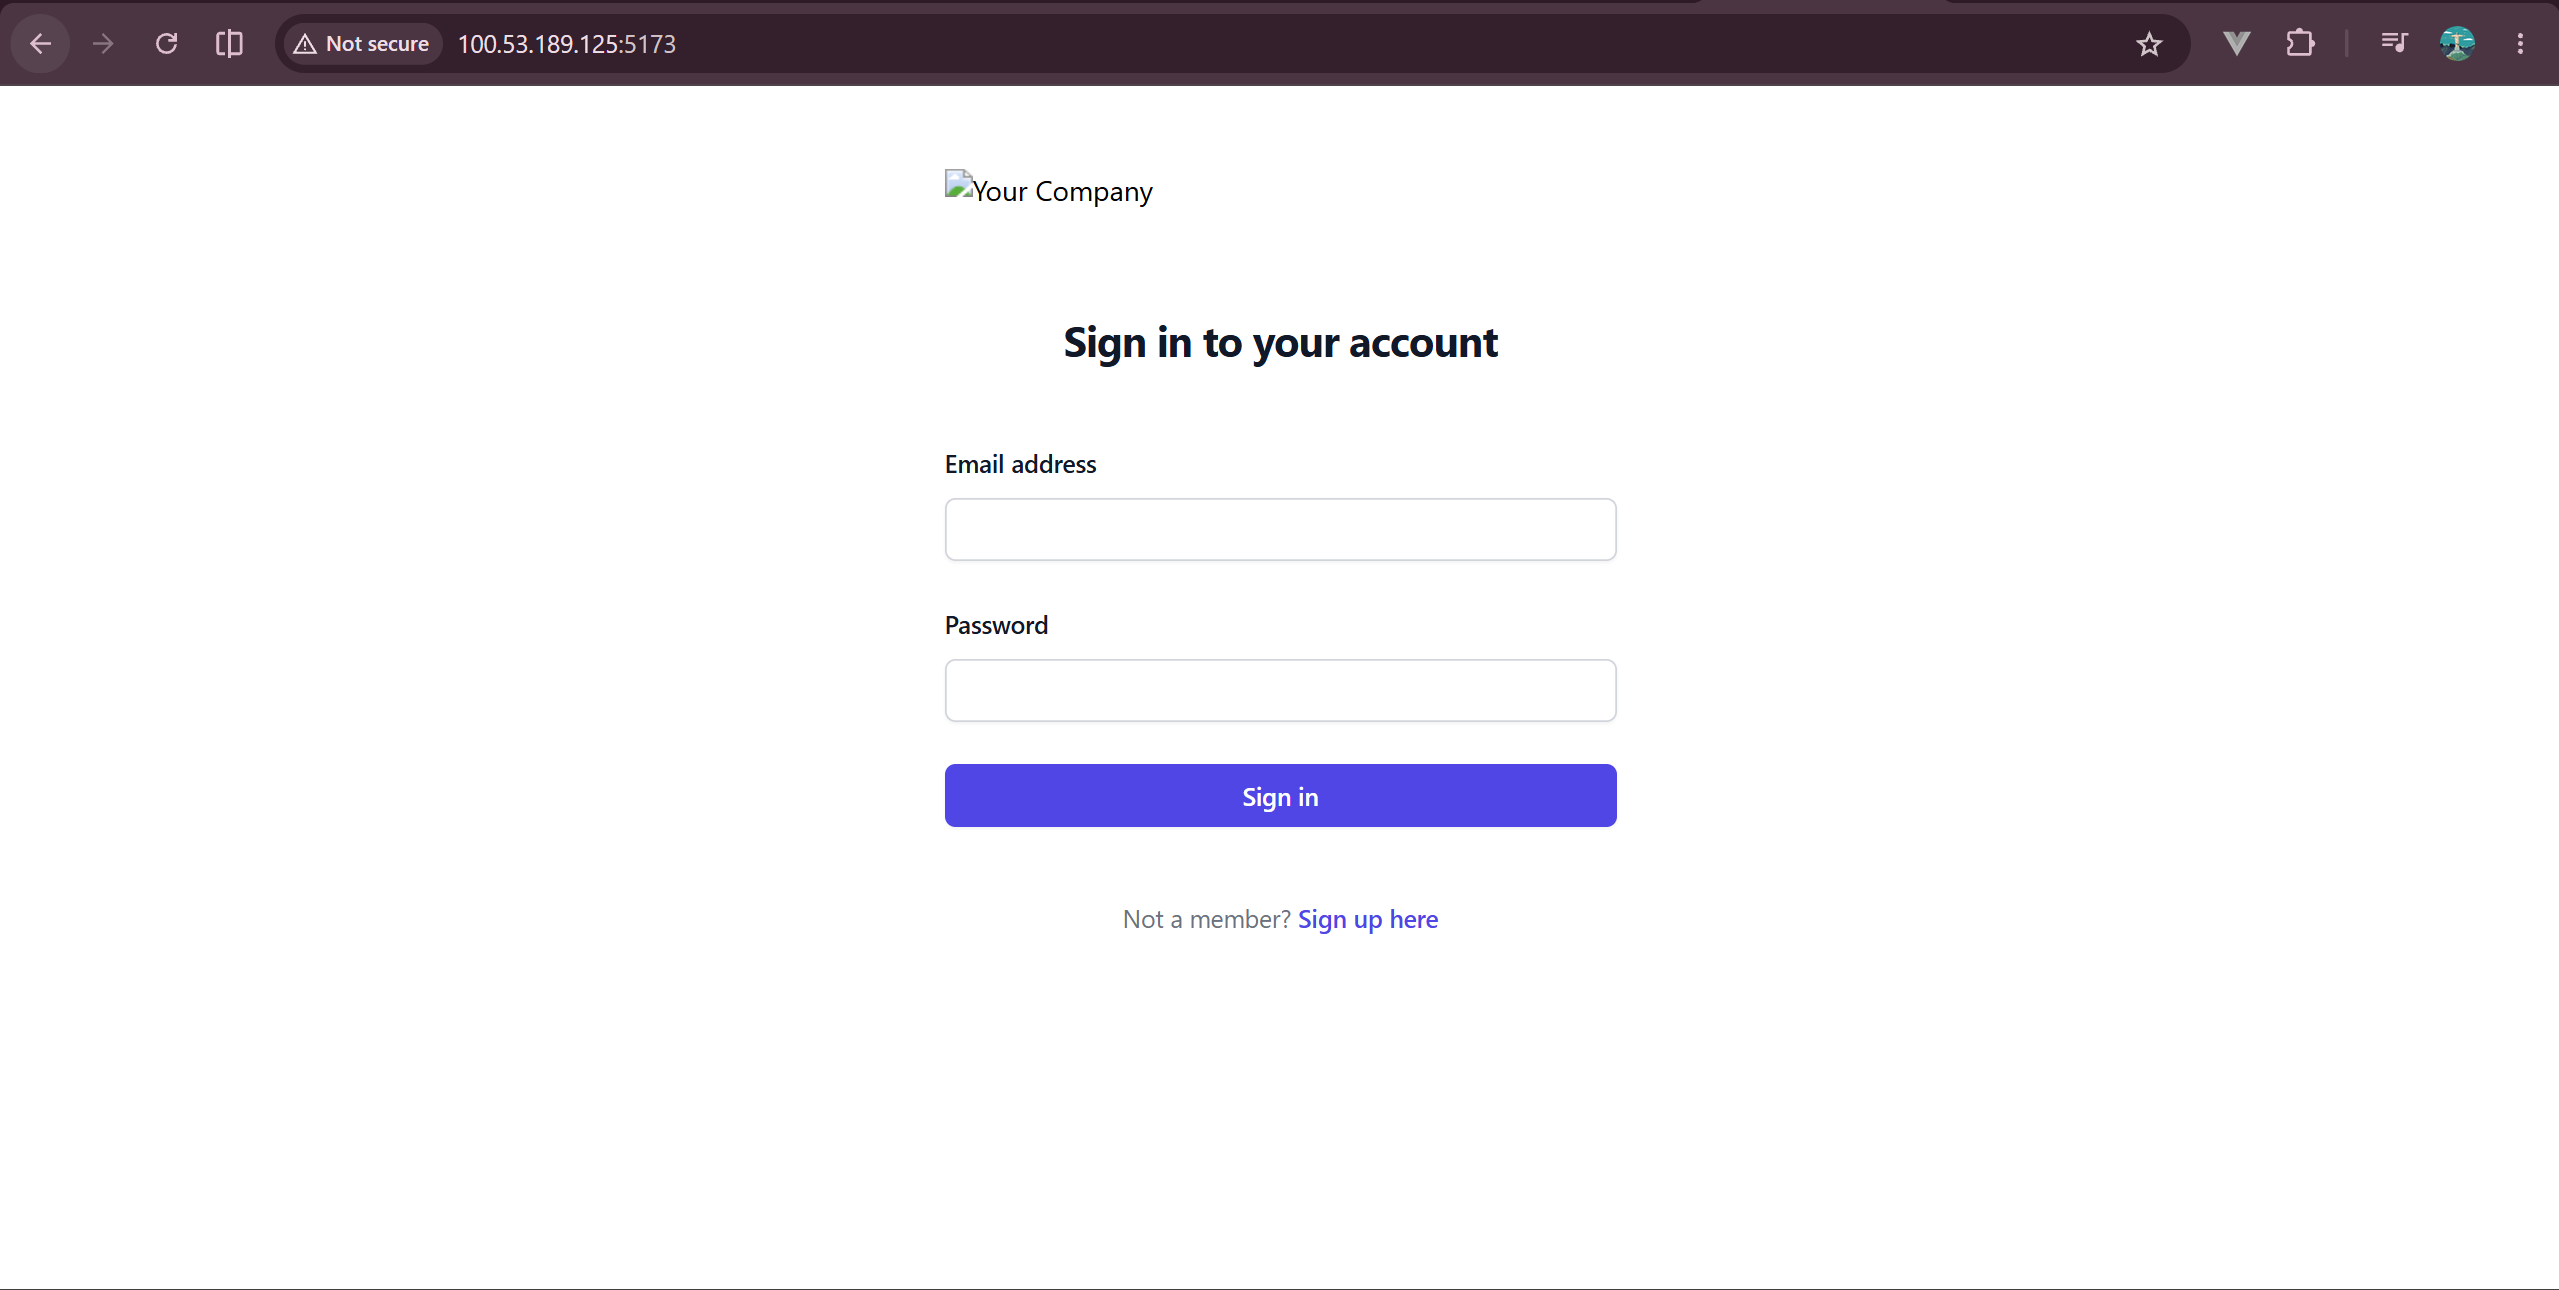 Not secure 100.53.189.125:5173
Your Company
Sign in to your account
Email address
Password
Sign in
Not a member? Sign up here